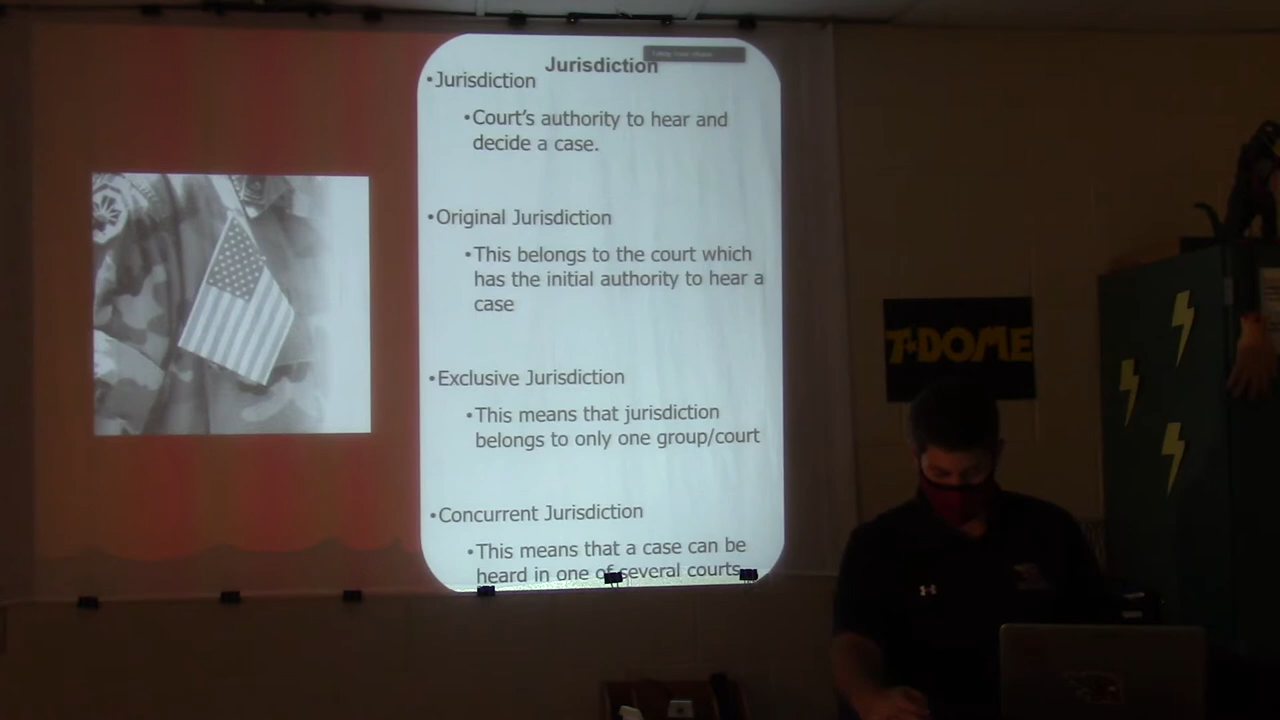 Jurisdiction
•Jurisdiction
•Court's authority to hear and
decide a case.
•Original Jurisdiction
•This belongs to the court which
has the initial authority to hear a
case
•Exclusive Jurisdiction
•This means that jurisdiction
belongs to only one group/court
•Concurrent Jurisdiction
•This means that a case can be
heard in one of several courts
T-DOME